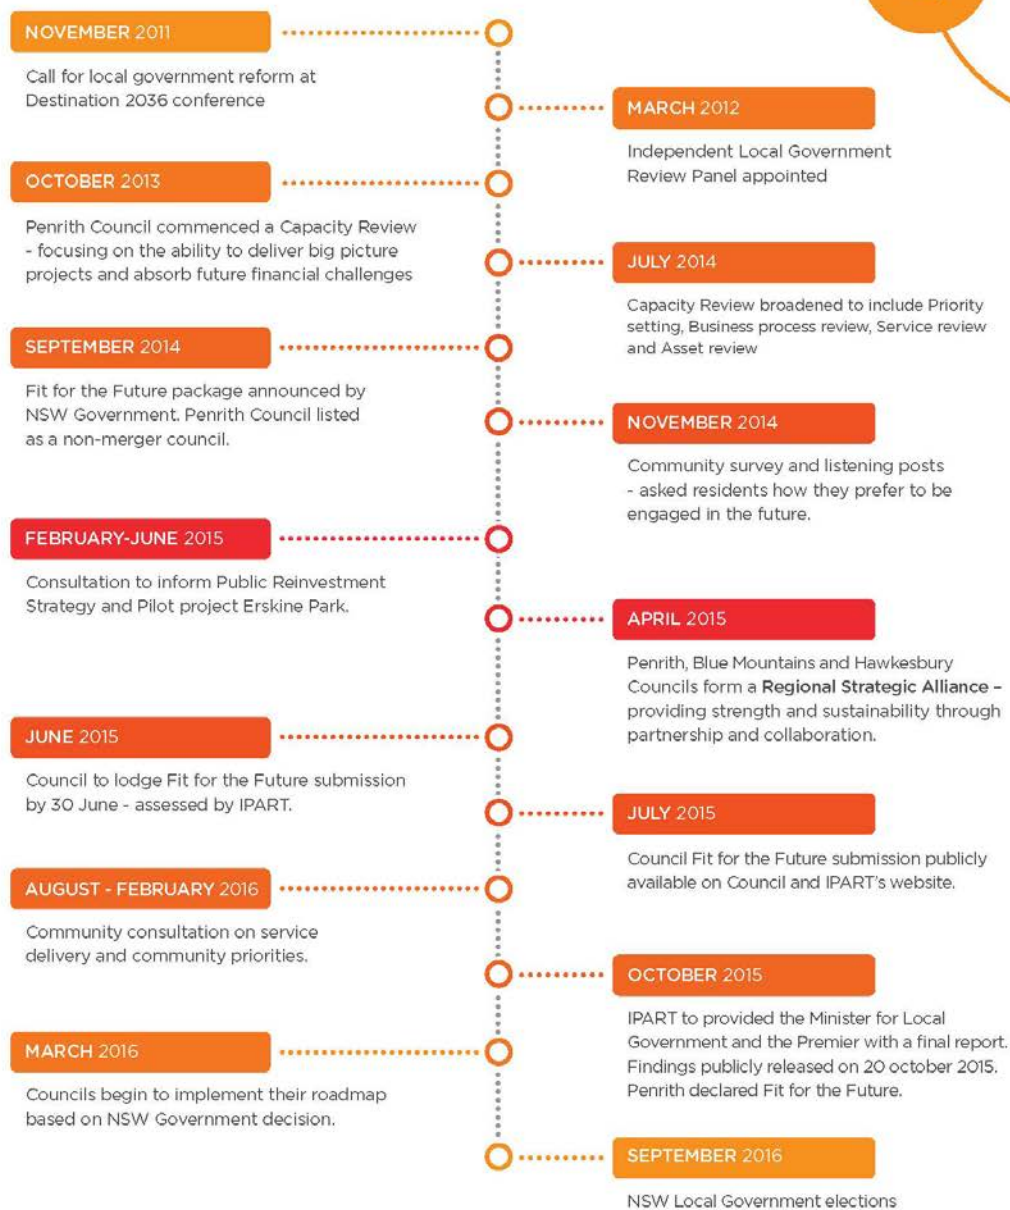 NOVEMBER 2011
Call for local government reform at
Destination 2036 conference
MARCH 2012
Independent Local Government
Review Panel appointed
OCTOBER 2013
Penrith Council commenced a Capacity Review
- focusing on the ability to deliver big picture
projects and absorb future financial challenges
JULY 2014
Capacity Review broadened to include Priority
setting, Business process review, Service review
and Asset review
SEPTEMBER 2014
Fit for the Future package announced by
NSW Government. Penrith Council listed
as a non-merger council.
NOVEMBER 2014
Community survey and listening posts
- asked residents how they prefer to be
engaged in the future.
FEBRUARY-JUNE 2015
Consultation to inform Public Reinvestment
Strategy and Pilot project Erskine Park.
APRIL 2015
Penrith, Blue Mountains and Hawkesbury
Councils form a Regional Strategic Alliance –
providing strength and sustainability through
partnership and collaboration.
JUNE 2015
Council to lodge Fit for the Future submission
by 30 June - assessed by IPART.
JULY 2015
Council Fit for the Future submission publicly
available on Council and IPART's website.
AUGUST - FEBRUARY 2016
Community consultation on service
delivery and community priorities.
OCTOBER 2015
IPART to provided the Minister for Local
Government and the Premier with a final report.
Findings publicly released on 20 october 2015.
Penrith declared Fit for the Future.
MARCH 2016
Councils begin to implement their roadmap
based on NSW Government decision.
SEPTEMBER 2016
NSW Local Government elections